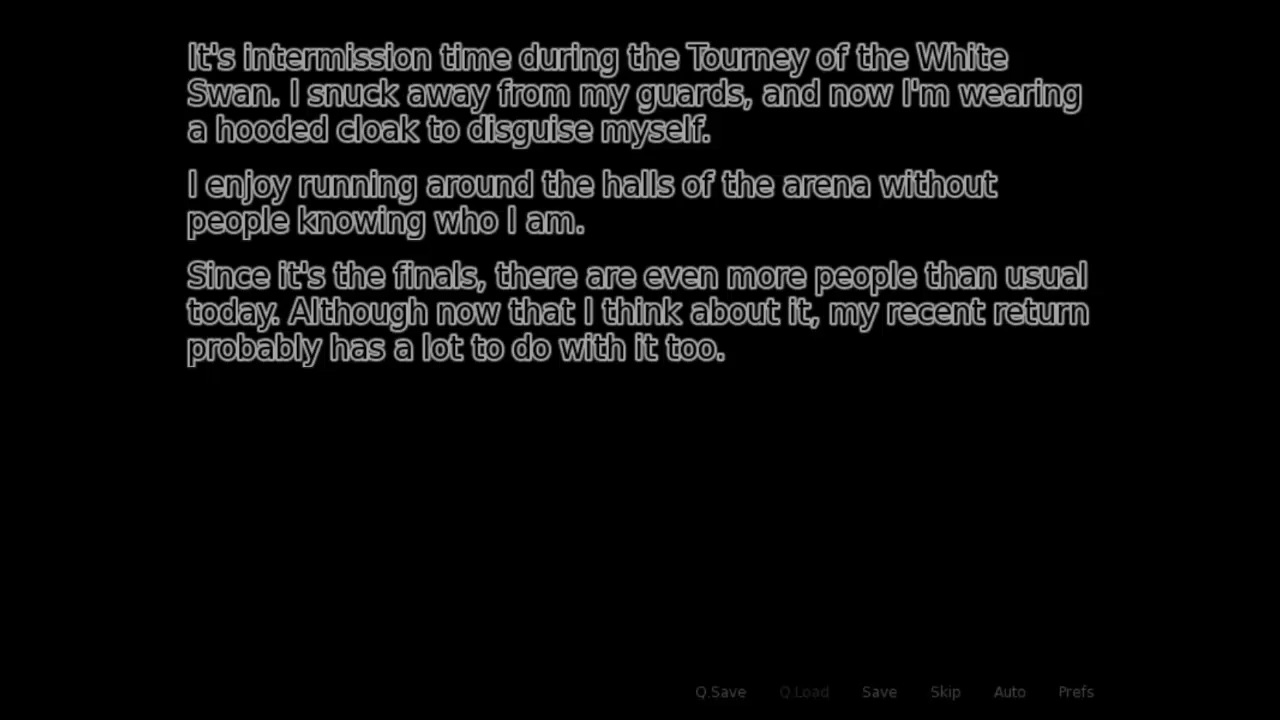 It's intermission time during the Tourney of the White
Swan. I snuck away from my guards, and now I'm wearing
a hooded cloak to disguise myself.
I enjoy running around the halls of the arena without
people knowing who I am.
Since it's the finals, there are even more people than usual
today. Although now that I think about it, my recent return
probably has a lot to do with it too.
Q.Save Q.Load Save Skip Auto Prefs